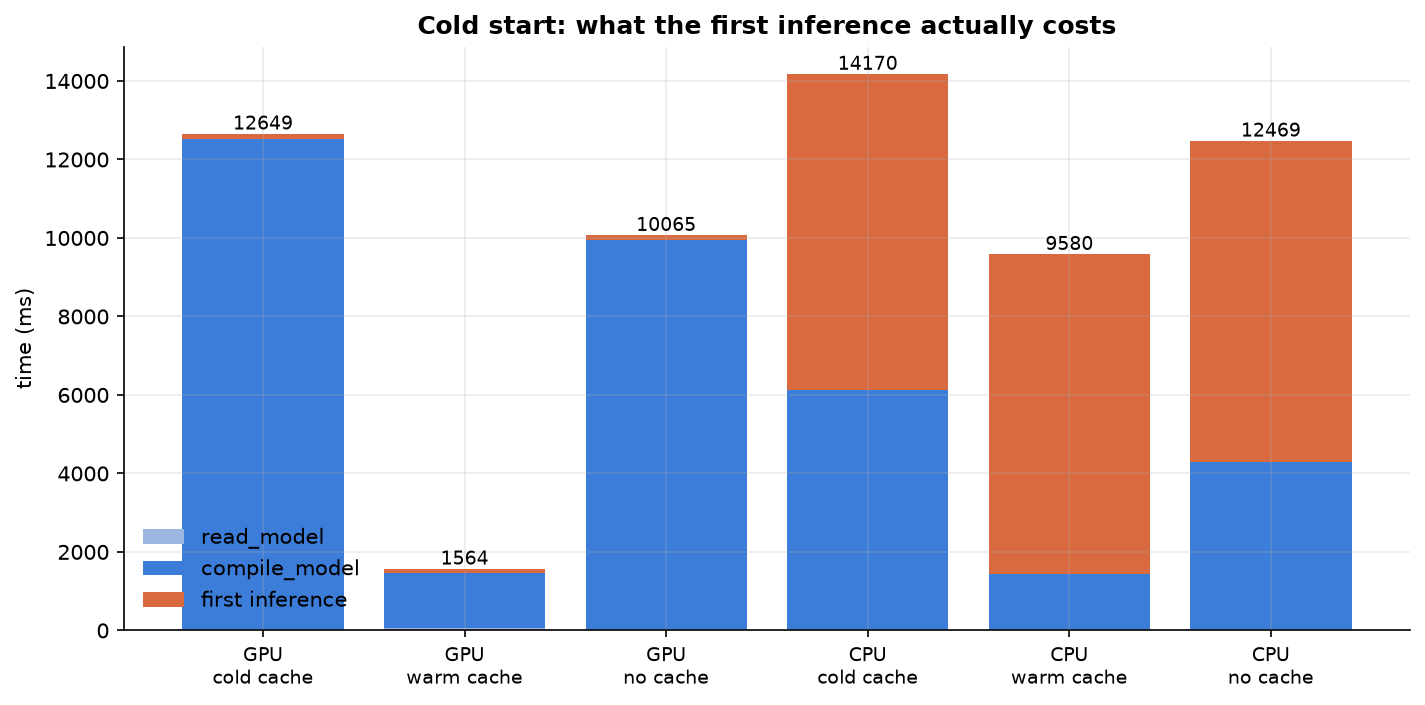 Cold start: what the first inference actually costs
time (ms)
14000
12000
10000
8000
6000
4000
2000
0
12649
1564
10065
14170
9580
12469
read_model
compile_model
first inference
GPU
cold cache
GPU
warm cache
GPU
no cache
CPU
cold cache
CPU
warm cache
CPU
no cache